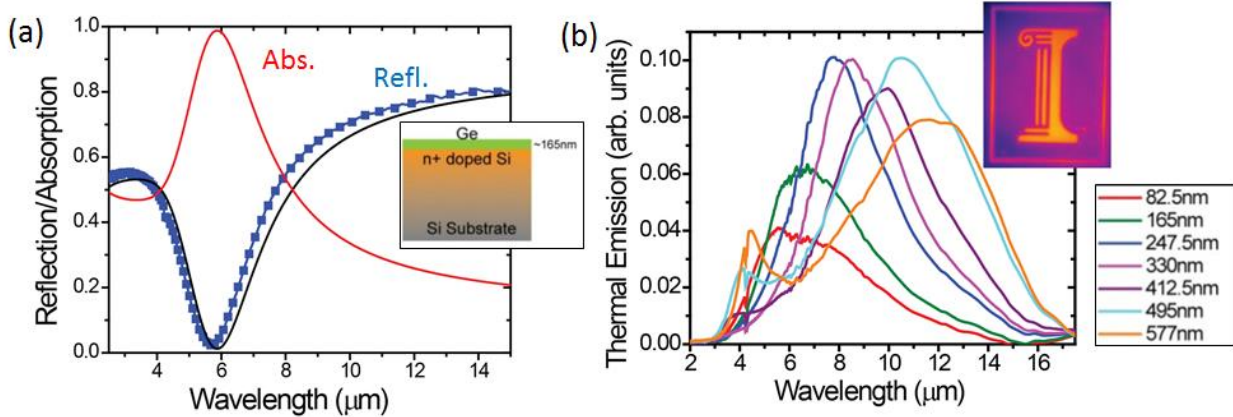 (a)
Reflection/Absorption
1.0
0.8
0.6
0.4
0.2
0.0
Abs.
Refl.
Ge
~165nm
n+ doped Si
Si Substrate
4 6 8 10 12 14
Wavelength (μm)
(b)
Thermal Emission (arb. units)
0.10
0.08
0.06
0.04
0.02
0.00
2 4 6 8 10 12 14 16
Wavelength (μm)
82.5nm
165nm
247.5nm
330nm
412.5nm
495nm
577nm